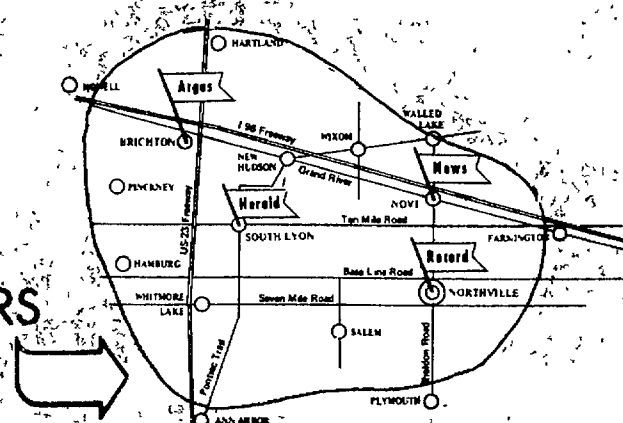 HARTLAND
HOWELL
Argus
WALLED
LAKE
I 96 Freeway
WIXOM
BRIGHTON
NEW
HUDSON
News
Grand River
PINCKNEY
Herald
NOVI
US-23 Freeway
Ten Mile Road
SOUTH LYON
FARMINGTON
Record
HAMBURG
Base Line Road
RS
WHITMORE
LAKE
Seven Mile Road
NORTHVILLE
SALEM
Pontiac Trail
Sheldon Road
PLYMOUTH
ANN ARBOR